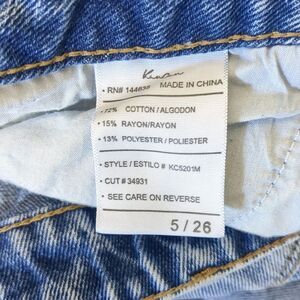 MADE IN CHINA
• RN# 144638
• 72% COTTON / ALGODON
• 15% RAYON/RAYON
• 13% POLYESTER / POLIESTER
• STYLE / ESTILO # KC5201M
• CUT # 34931
• SEE CARE ON REVERSE
5 / 26